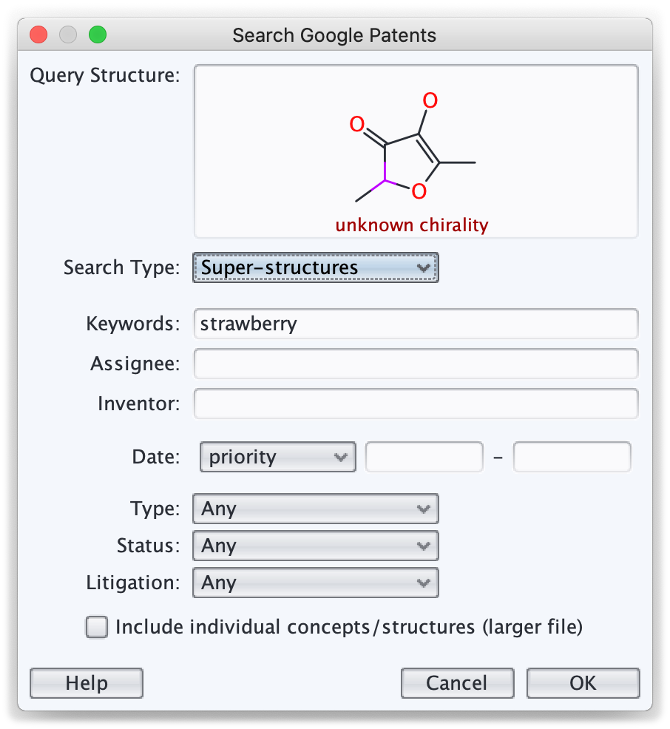 Search Google Patents
Query Structure:
O
O
O
unknown chirality
Search Type: Super-structures
Keywords: strawberry
Assignee:
Inventor:
Date: priority –
Type: Any
Status: Any
Litigation: Any
Include individual concepts/structures (larger file)
Help Cancel OK